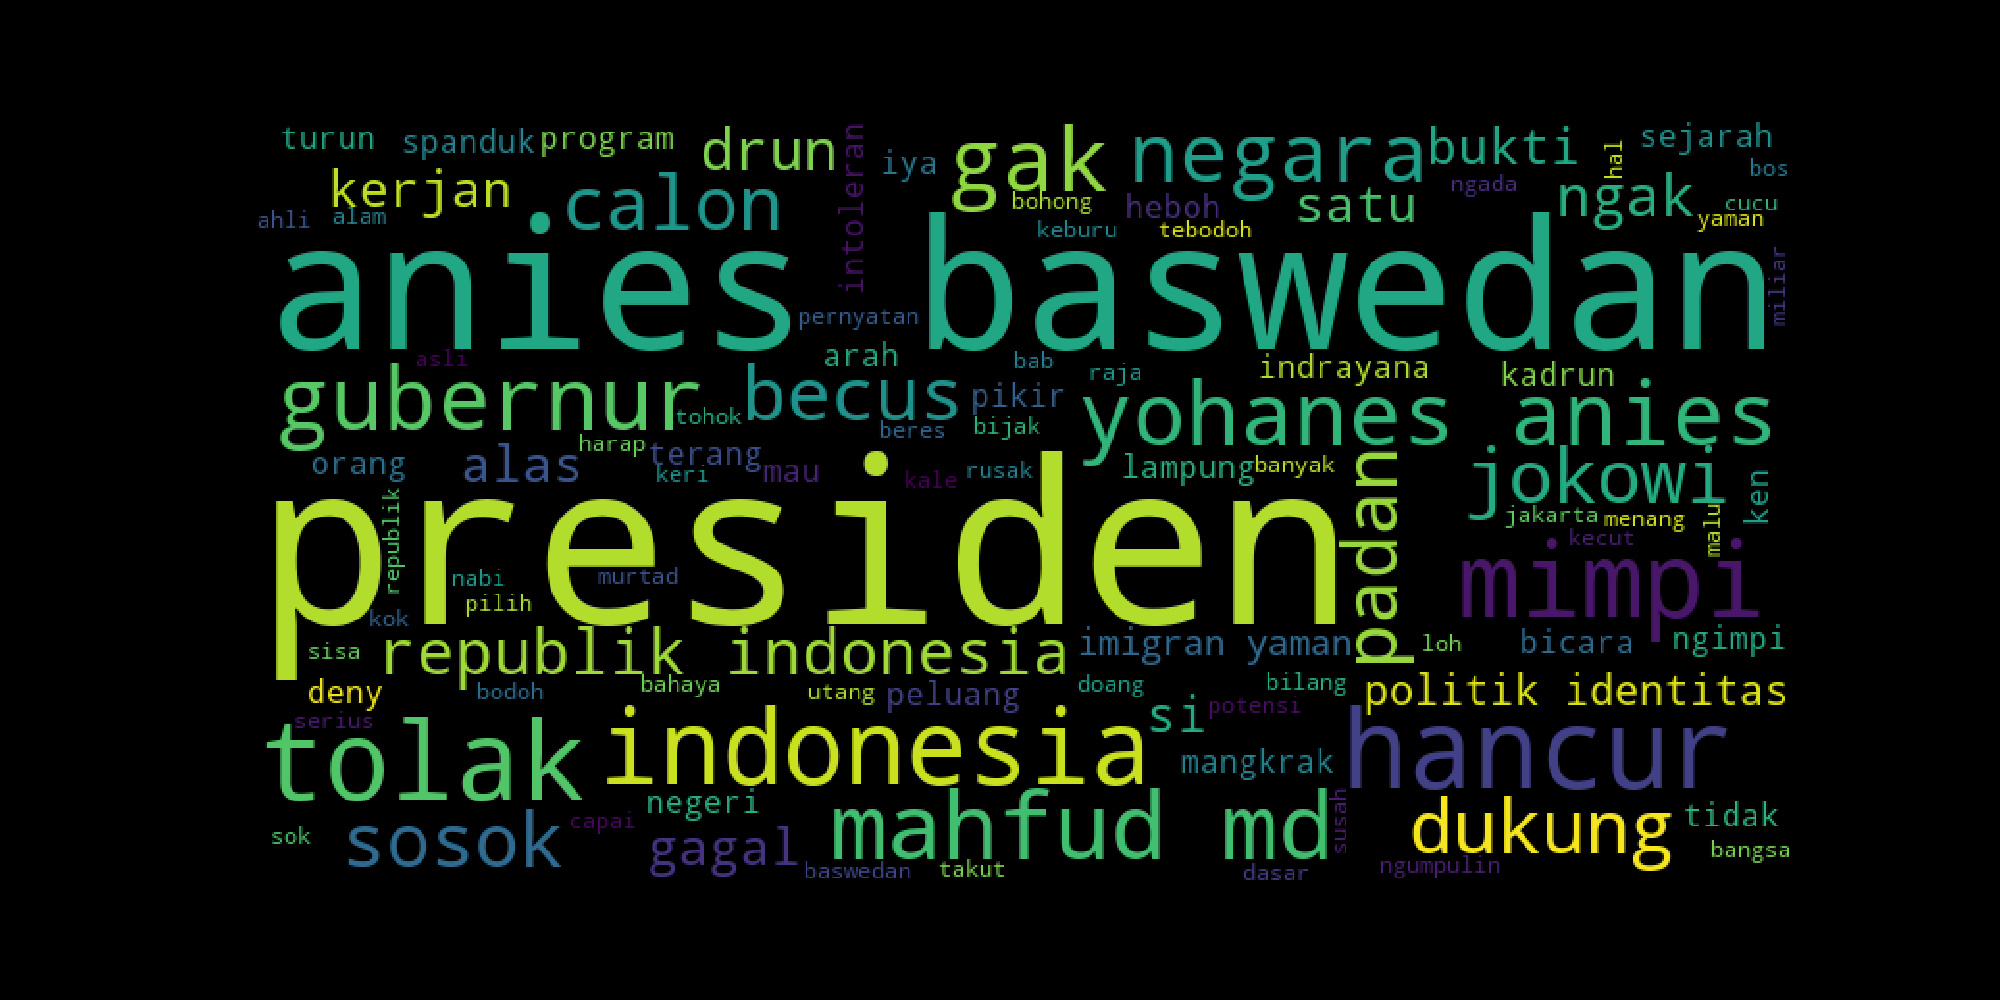 turun spanduk program drun intoleran iya gak negara bukti hal sejarah
bos
kerjan calon bohong heboh satu ngada ngak cucu
ahli alam keburu tebodoh yaman
anies baswedan
pernyatan miliar
asli arah bab raja indrayana kadrun
gubernur tohok becus pikir yohanes anies
beres bijak
harap
orang alas terang keri mau kale rusak lampung banyak jokowi ken
presiden padanan jakarta menang malu
republik kecut
nabi murtad mimpi
pilih
kok
sisa republik indonesia imigran yaman loh bicara ngimpi
deny bodoh bahaya utang peluang doang bilang politik identitas
serius si potensi
tolak indonesia mangkrak hancur
negeri mahfud md susah dukung tidak
sok sosok capai gagal bangsa
baswedan takut dasar ngumpulin